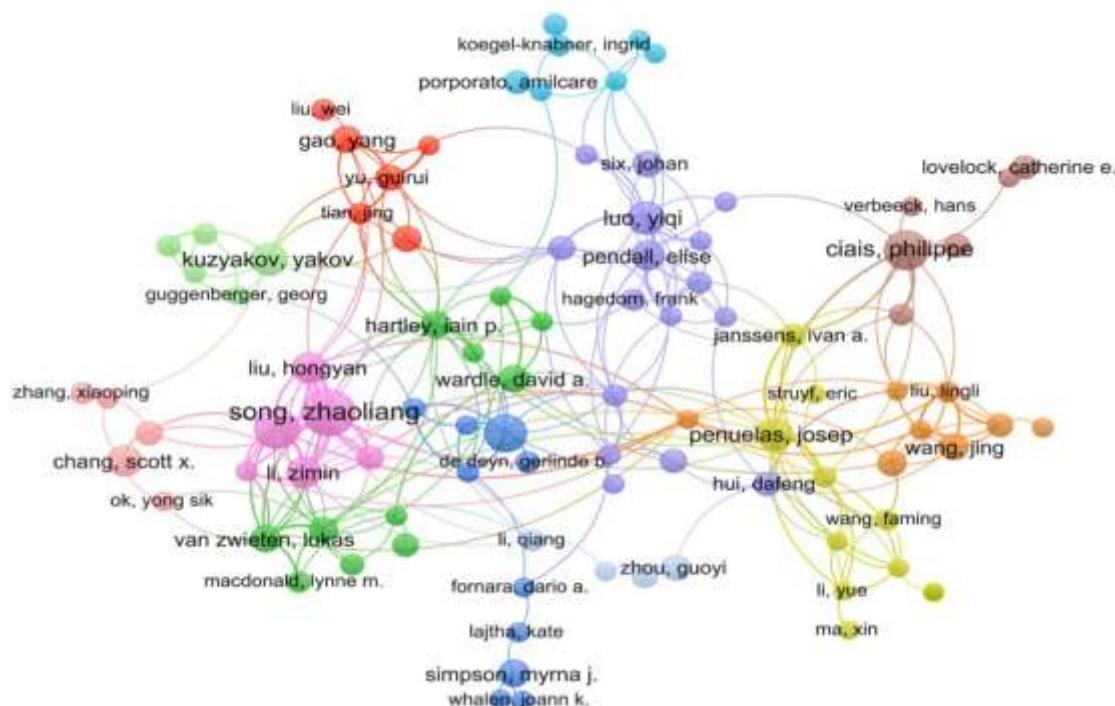 koegel-knabner, ingrid
porporato, amilcare
liu, wei
gao, yang
six, johan
lovelock, catherine e.
yu, guirui
verbeeck, hans
tian, jing
luo, yiqi
ciais, philippe
kuzyakov, yakov
pendall, elise
guggenberger, georg
hagedorn, frank
hartley, iain p.
janssens, ivan a.
liu, hongyan
zhang, xiaoping
wardle, david a.
struyf, eric
liu, lingli
song, zhaoliang
penuelas, josep
wang, jing
chang, scott x.
li, zimin
de deyn, gerlinde b.
hui, dafeng
ok, yong sik
wang, faming
van zwieten, lukas
li, qiang
zhou, guoyi
macdonald, lynne m.
fornara, dario a.
li, yue
lajtha, kate
ma, xin
simpson, myrna j.
whalen, joann k.